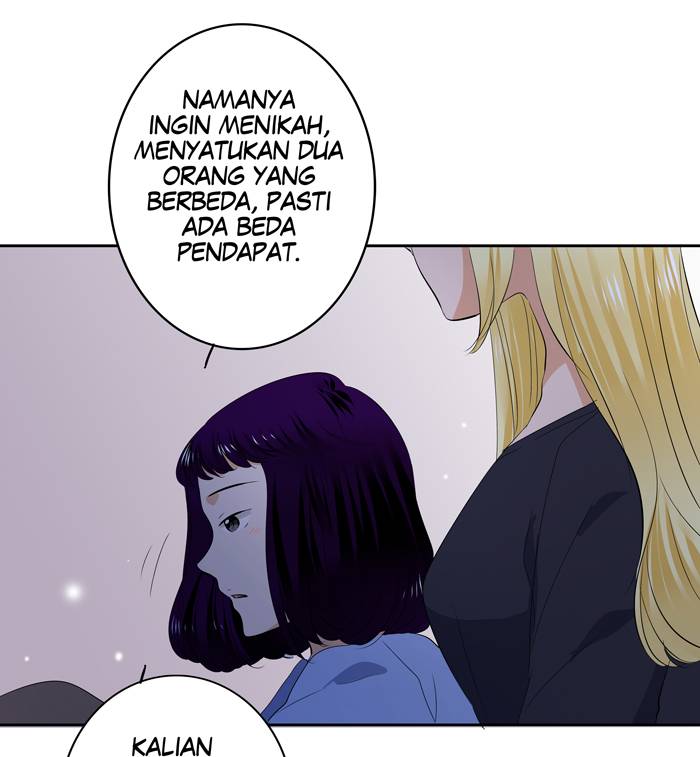 NAMANYA
INGIN MENIKAH,
MENYATUKAN DUA
ORANG YANG
BERBEDA, PASTI
ADA BEDA
PENDAPAT.
KALIAN